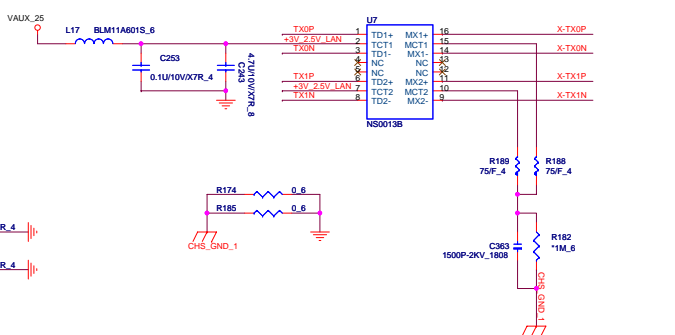 VAUX_25
L17 BLM11A601S_6
C253
0.1U/10V/X7R_4
C243
4.7U/10V/X7R_8
U7
TX0P 1 TD1+ MX1+ 16 X-TX0P
+3V_2.5V_LAN 2 TCT1 MCT1 15
TX0N 3 TD1- MX1- 14 X-TX0N
4 NC NC 13
5 NC NC 12
TX1P 6 TD2+ MX2+ 11 X-TX1P
+3V_2.5V_LAN 7 TCT2 MCT2 10
TX1N 8 TD2- MX2- 9 X-TX1N
NS0013B
R189
75/F_4
R188
75/F_4
R174 0_6
R185 0_6
CHS_GND_1
R_4
R_4
C363
1500P-2KV_1808
R182
*1M_6
CHS_GND_1